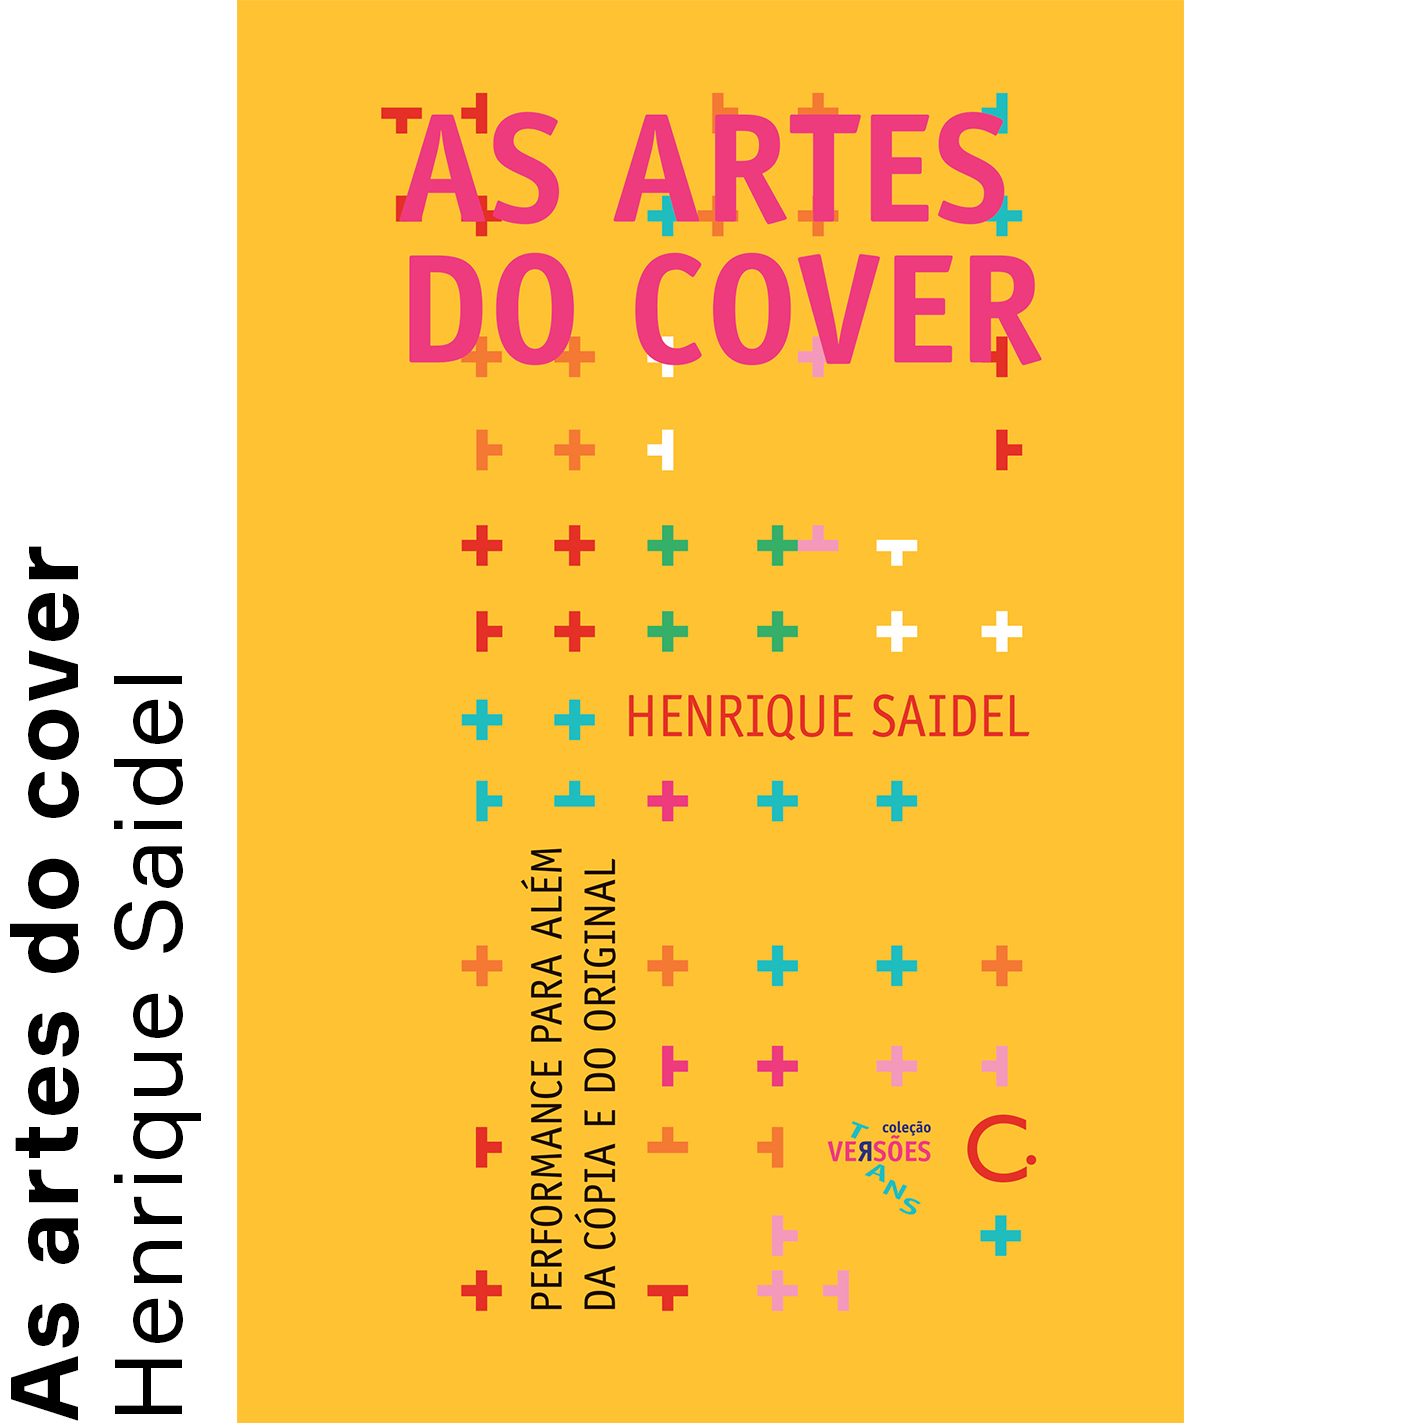 As artes do cover
Henrique Saidel
AS ARTES
DO COVER
HENRIQUE SAIDEL
PERFORMANCE PARA ALÉM
DA CÓPIA E DO ORIGINAL
coleção
VERSÕES
TRANS
C.